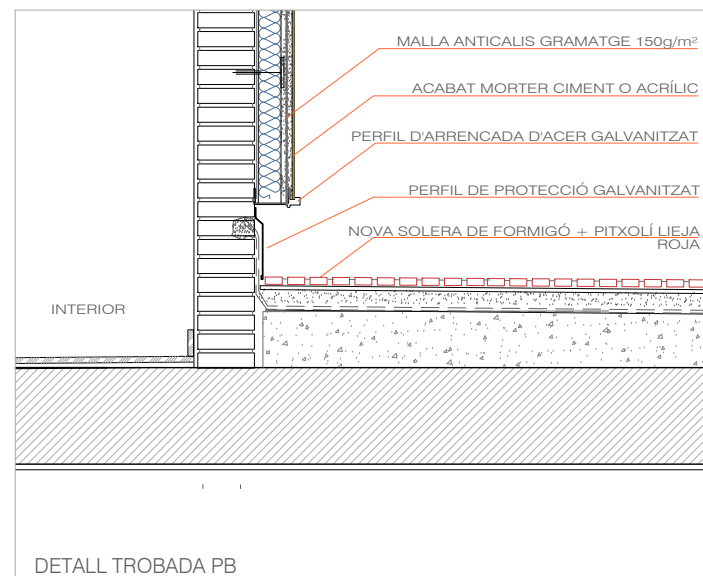 MALLA ANTICALIS GRAMATGE 150g/m²
ACABAT MORTER CIMENT O ACRÍLIC
PERFIL D'ARRENCADA D'ACER GALVANITZAT
PERFIL DE PROTECCIÓ GALVANITZAT
NOVA SOLERA DE FORMIGÓ + PITXOLÍ LIEJA
ROJA
INTERIOR
DETALL TROBADA PB